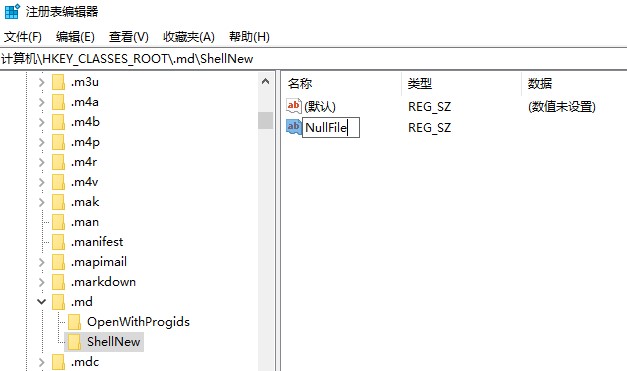 注册表编辑器
文件(F) 编辑(E) 查看(V) 收藏夹(A) 帮助(H)
计算机\HKEY_CLASSES_ROOT\.md\ShellNew
.m3u
.m4a
.m4b
.m4p
.m4r
.m4v
.mak
.man
.manifest
.mapimail
.markdown
.md
OpenWithProgids
ShellNew
.mdc
名称 类型 数据
ab (默认) REG_SZ (数值未设置)
ab NullFile REG_SZ